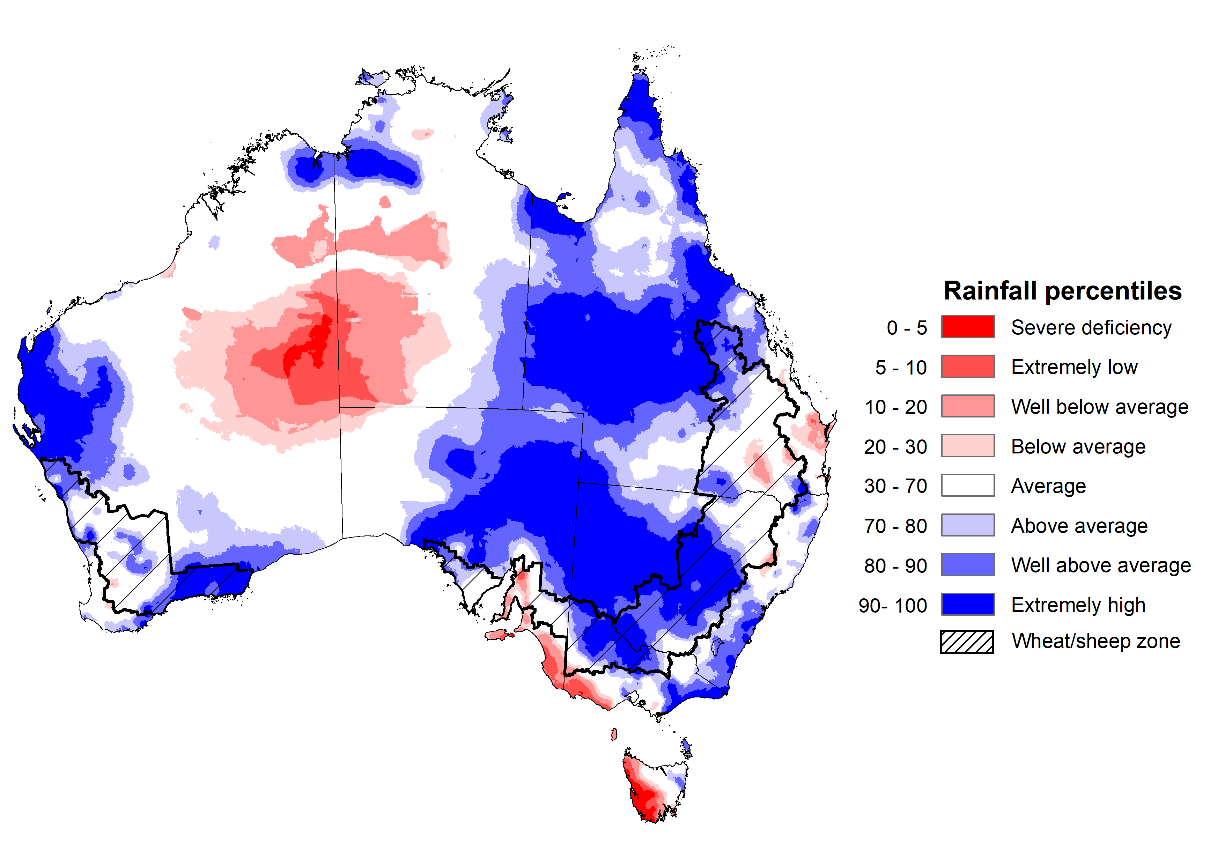 Rainfall percentiles
0 - 5 Severe deficiency
5 - 10 Extremely low
10 - 20 Well below average
20 - 30 Below average
30 - 70 Average
70 - 80 Above average
80 - 90 Well above average
90- 100 Extremely high
Wheat/sheep zone